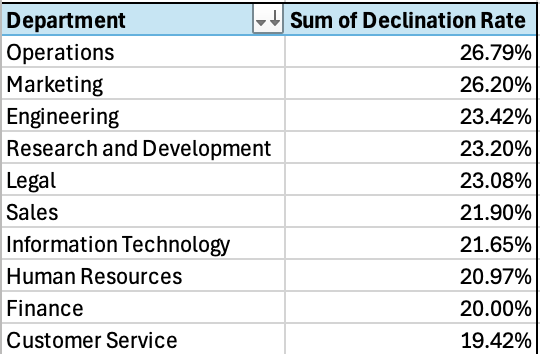 Department Sum of Declination Rate
Operations 26.79%
Marketing 26.20%
Engineering 23.42%
Research and Development 23.20%
Legal 23.08%
Sales 21.90%
Information Technology 21.65%
Human Resources 20.97%
Finance 20.00%
Customer Service 19.42%